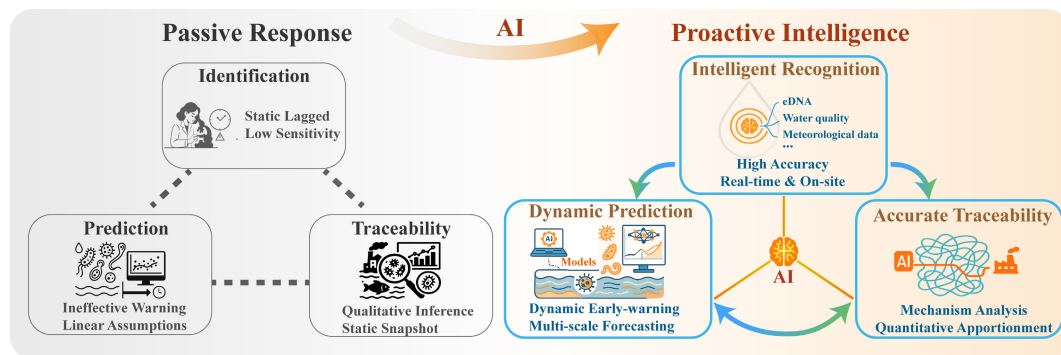 Passive Response
AI
Proactive Intelligence
Identification
Static Lagged
Low Sensitivity
Prediction
Ineffective Warning
Linear Assumptions
Traceability
Qualitative Inference
Static Snapshot
Intelligent Recognition
eDNA
Water quality
Meteorological data
...
High Accuracy
Real-time & On-site
Dynamic Prediction
AI
Models
Dynamic Early-warning
Multi-scale Forecasting
AI
Accurate Traceability
AI
Mechanism Analysis
Quantitative Apportionment